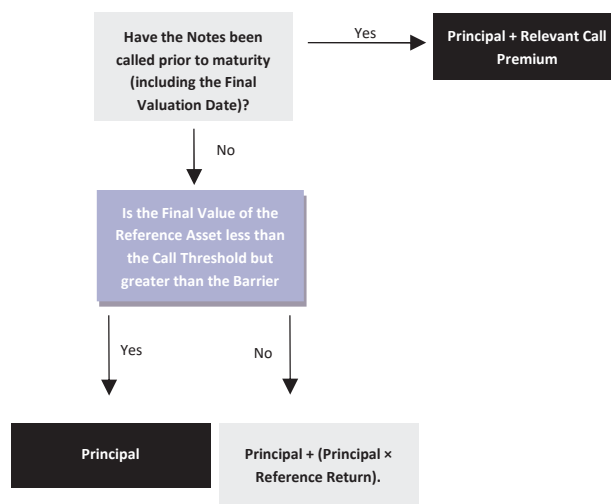 Have the Notes been
called prior to maturity
(including the Final
Valuation Date)?
Yes
Principal + Relevant Call
Premium
No
Is the Final Value of the
Reference Asset less than
the Call Threshold but
greater than the Barrier
Yes
No
Principal
Principal + (Principal ×
Reference Return).